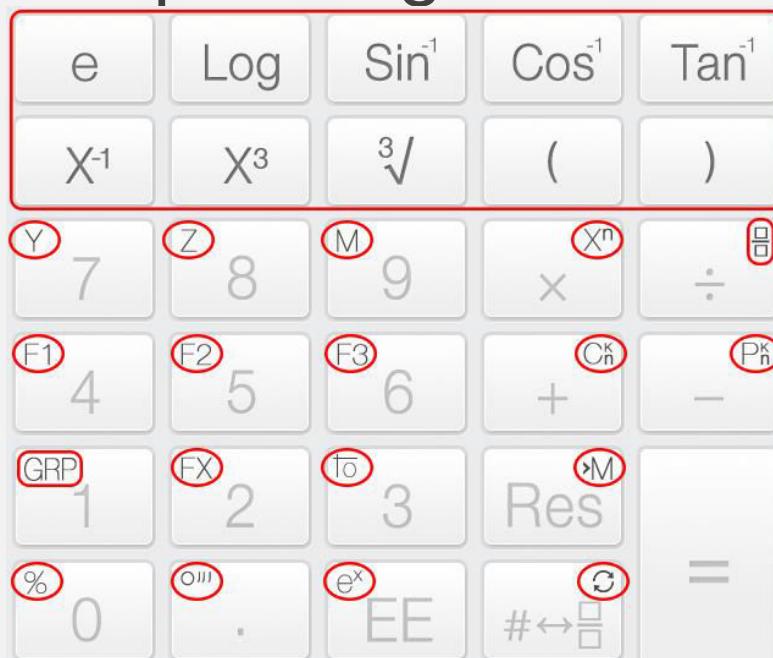 e Log Sin⁻¹ Cos⁻¹ Tan⁻¹
X⁻¹ X³ ³√ ( )
Y 7 Z 8 M 9 Xⁿ × ÷
F1 4 F2 5 F3 6 Cᴷₙ + Pᴷₙ −
GRP 1 FX 2 3 >M Res
% 0 o''' . eˣ EE #↔ =